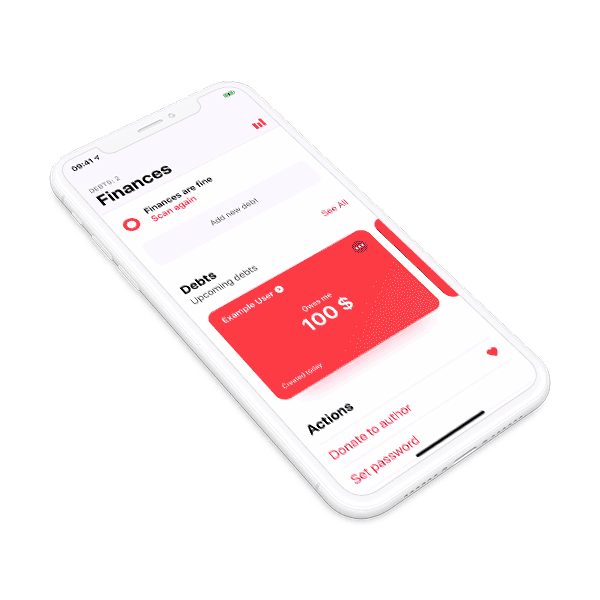 09:41
DEBTS: 2
Finances
Finances are fine
Scan again
Add new debt
See All
Debts
Upcoming debts
Example User
Owes me
100 $
Created today
Actions
Donate to author
Set password